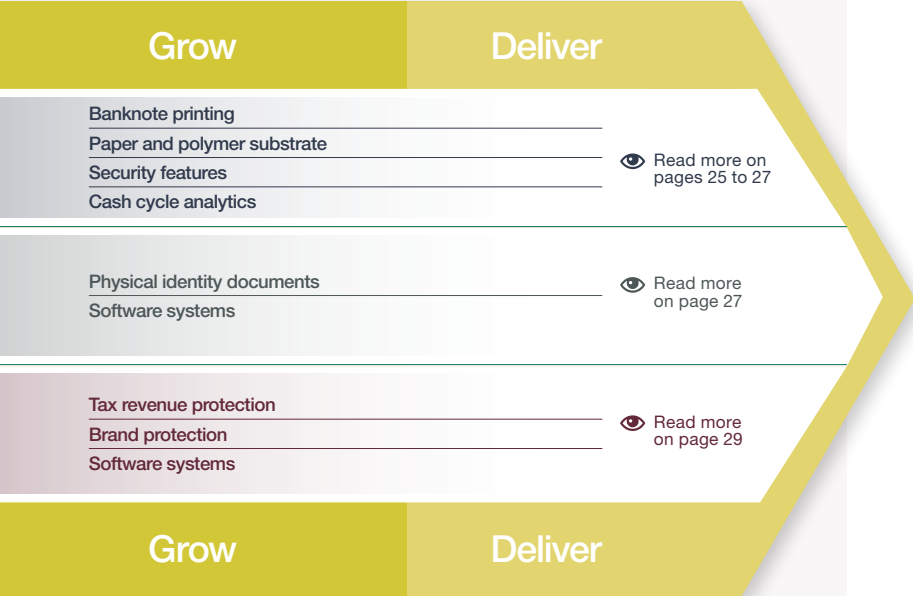 Grow
Deliver
Banknote printing
Paper and polymer substrate
Security features
Cash cycle analytics
Read more on
pages 25 to 27
Physical identity documents
Software systems
Read more
on page 27
Tax revenue protection
Brand protection
Software systems
Read more
on page 29
Grow
Deliver